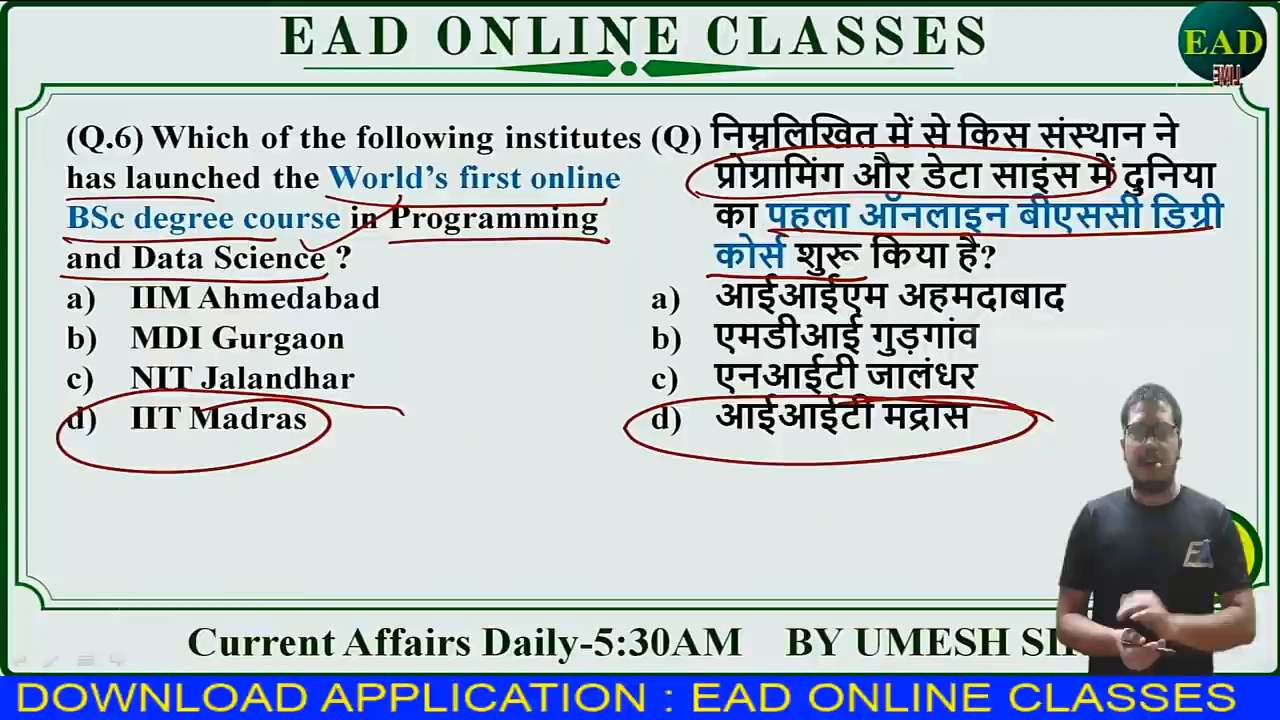 EAD ONLINE CLASSES
EAD
(Q.6) Which of the following institutes
has launched the World's first online
BSc degree course in Programming
and Data Science ?
a) IIM Ahmedabad
b) MDI Gurgaon
c) NIT Jalandhar
d) IIT Madras
(Q) निम्नलिखित में से किस संस्थान ने
प्रोग्रामिंग और डेटा साइंस में दुनिया
का पहला ऑनलाइन बीएससी डिग्री
कोर्स शुरू किया है?
a) आईआईएम अहमदाबाद
b) एमडीआई गुड़गांव
c) एनआईटी जालंधर
d) आईआईटी मद्रास
Current Affairs Daily-5:30AM BY UMESH
DOWNLOAD APPLICATION : EAD ONLINE CLASSES